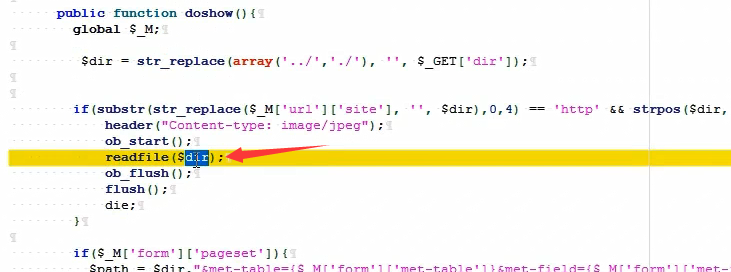 public function doshow(){
global $_M;
$dir = str_replace(array('../','./'), '', $_GET['dir']);
if(substr(str_replace($_M['url']['site'], '', $dir),0,4) == 'http' && strpos($dir,
header("Content-type: image/jpeg");
ob_start();
readfile($dir);
ob_flush();
flush();
die;
}
if($_M['form']['pageset']){
$path = $dir."&met-table={$_M['form']['met-table']}&met-field={$_M['form']['met-